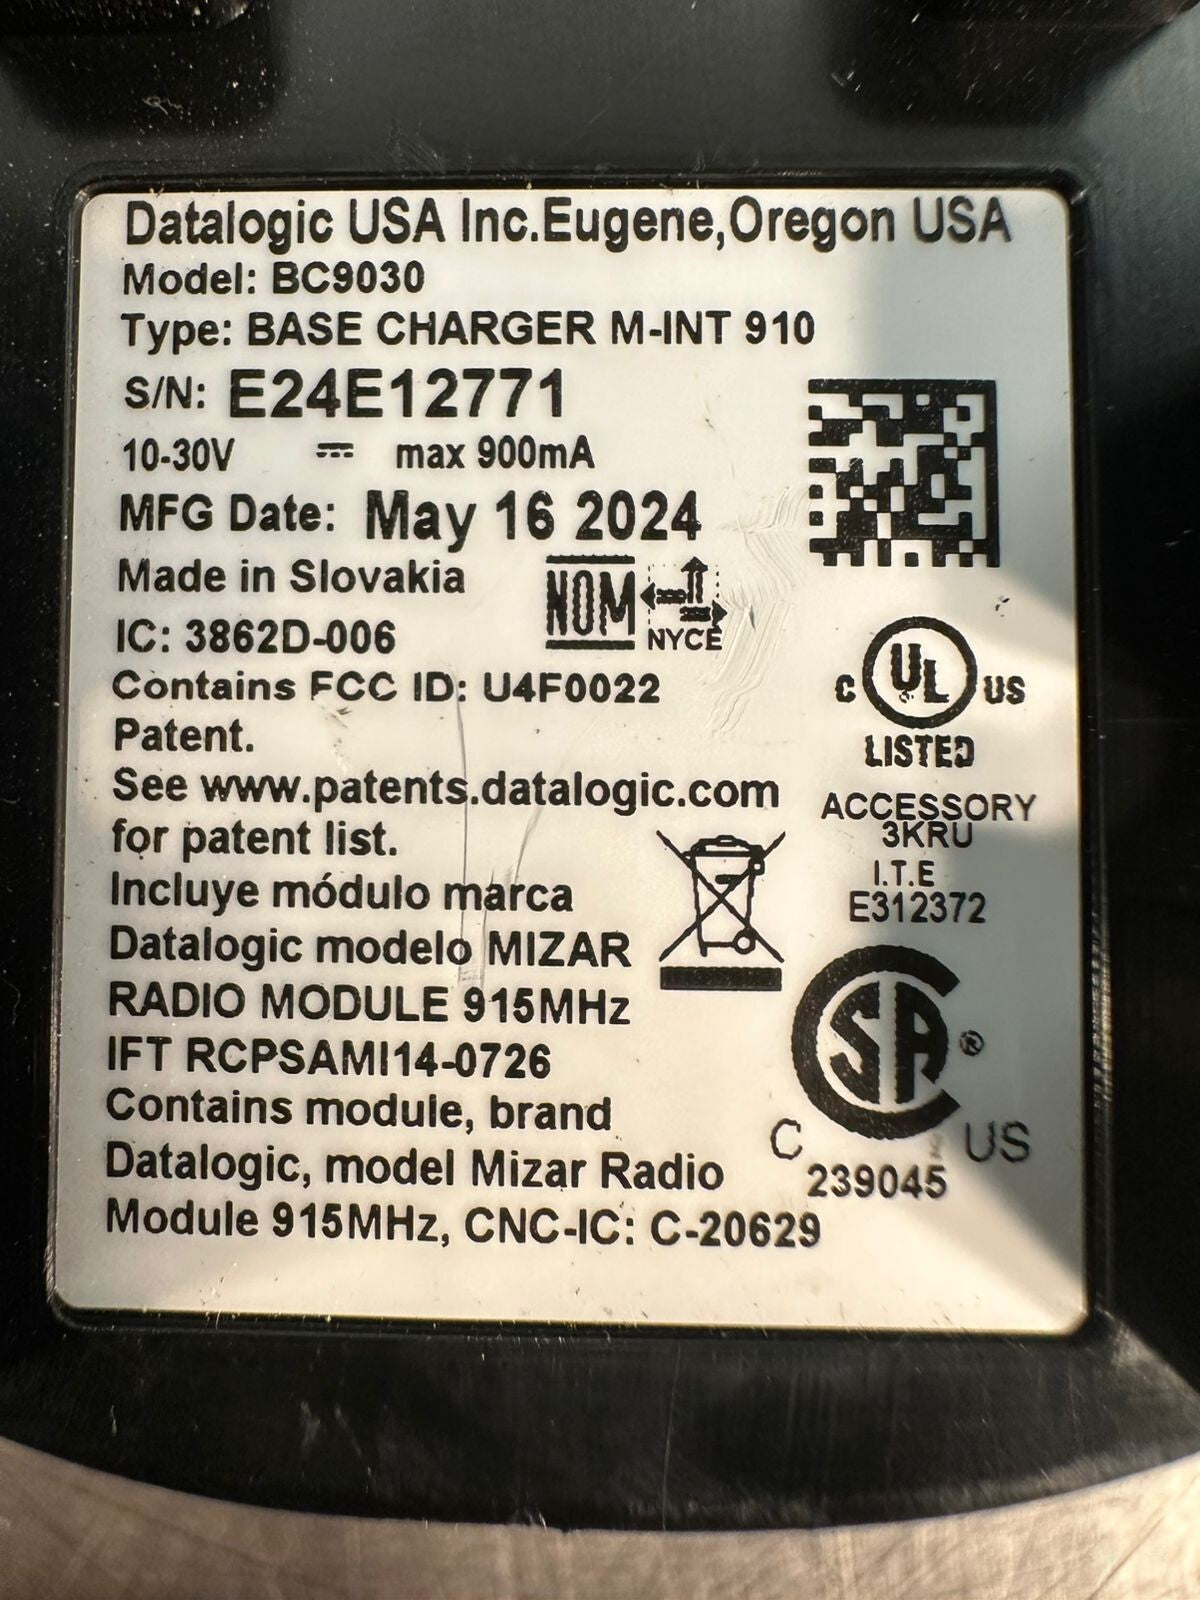 Datalogic USA Inc.Eugene,Oregon USA
Model: BC9030
Type: BASE CHARGER M-INT 910
S/N: E24E12771
10-30V ⎓ max 900mA
MFG Date: May 16 2024
Made in Slovakia
NOM
NYCE
IC: 3862D-006
Contains FCC ID: U4F0022
Patent.
See www.patents.datalogic.com
for patent list.
Incluye módulo marca
Datalogic modelo MIZAR
RADIO MODULE 915MHz
IFT RCPSAMI14-0726
Contains module, brand
Datalogic, model Mizar Radio
Module 915MHz, CNC-IC: C-20629
C UL US
LISTED
ACCESSORY
3KRU
I.T.E
E312372
SA ®
C US
239045